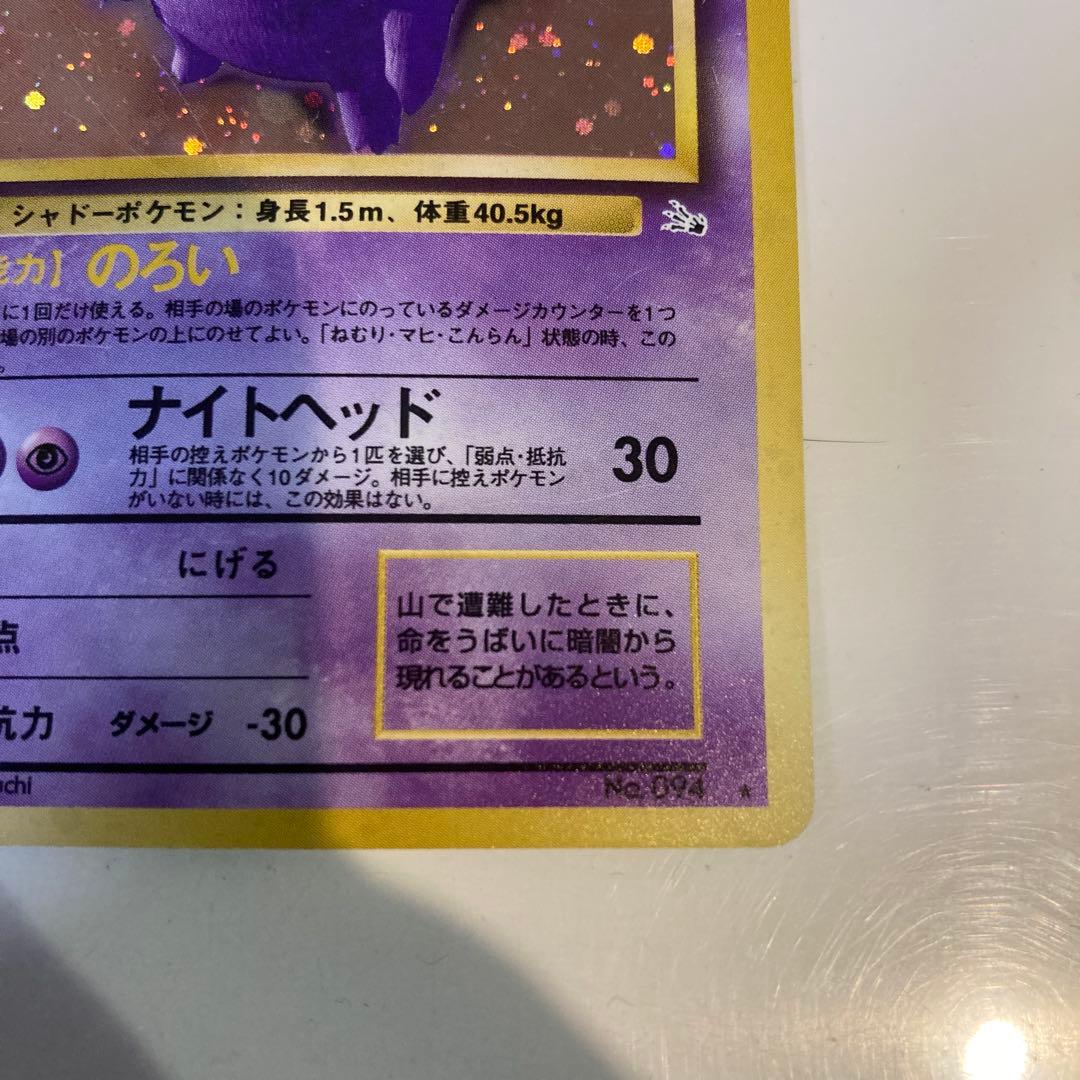 シャドーポケモン：身長1.5m、体重40.5kg
能力】 のろい
に1回だけ使える。相手の場のポケモンにのっているダメージカウンターを1つ
場の別のポケモンの上にのせてよい。「ねむり・マヒ・こんらん」状態の時、この
。
ナイトヘッド
相手の控えポケモンから1匹を選び、「弱点・抵抗
力」に関係なく10ダメージ。相手に控えポケモン
がいない時には、この効果はない。
30
にげる
点
抗力 ダメージ -30
山で遭難したときに、
命をうばいに暗闇から
現れることがあるという。
uchi
No. 094 ★